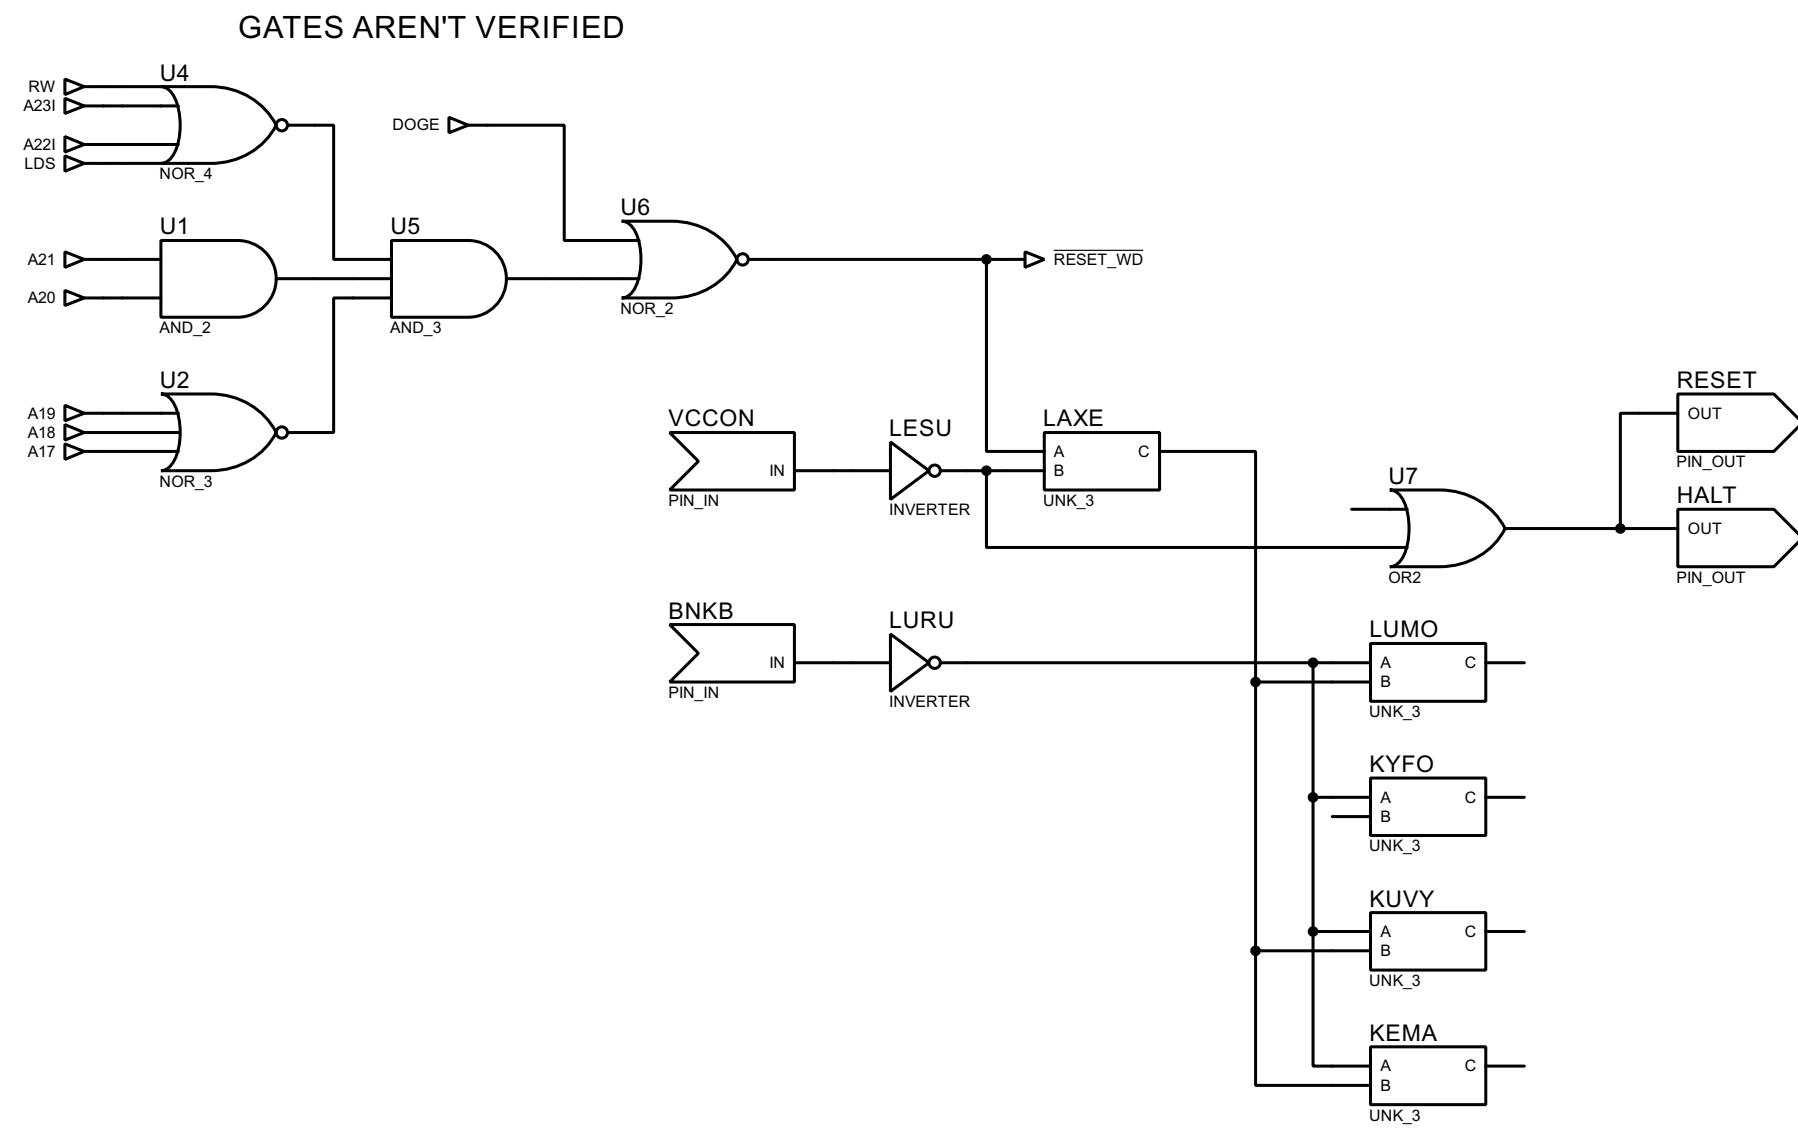 GATES AREN'T VERIFIED
U4
RW
A23I
A22I
LDS
NOR_4
DOGE
U1
A21
A20
AND_2
U5
AND_3
U6
NOR_2
RESET_WD
U2
A19
A18
A17
NOR_3
VCCON
IN
PIN_IN
LESU
INVERTER
LAXE
A C
B
UNK_3
U7
OR2
RESET
OUT
PIN_OUT
HALT
OUT
PIN_OUT
BNKB
IN
PIN_IN
LURU
INVERTER
LUMO
A C
B
UNK_3
KYFO
A C
B
UNK_3
KUVY
A C
B
UNK_3
KEMA
A C
B
UNK_3